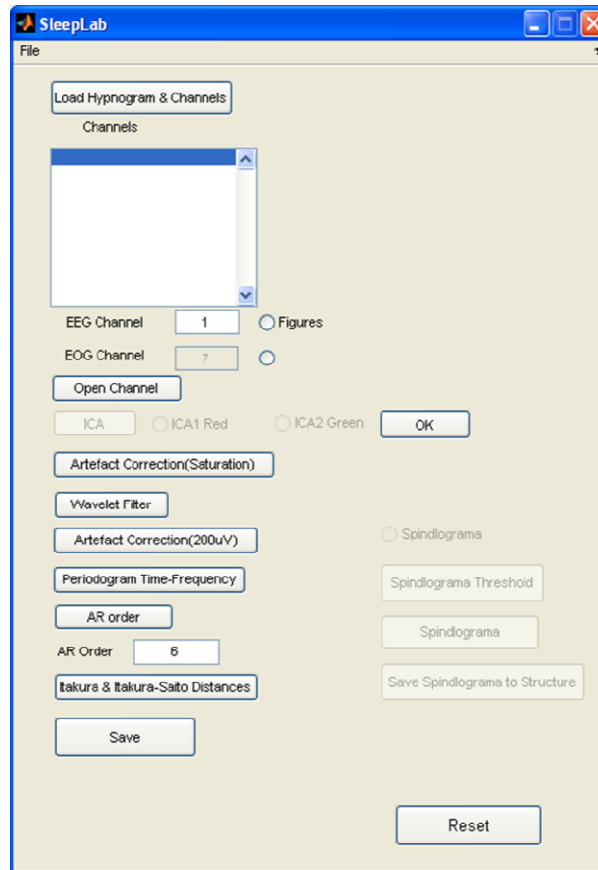 SleepLab
File
Load Hypnogram & Channels
Channels
EEG Channel 1 Figures
EOG Channel 7
Open Channel
ICA ICA1 Red ICA2 Green OK
Artefact Correction(Saturation)
Wavelet Filter
Artefact Correction(200uV) Spindlograma
Periodogram Time-Frequency Spindlograma Threshold
AR order Spindlograma
AR Order 6
Itakura & Itakura-Saito Distances Save Spindlograma to Structure
Save
Reset